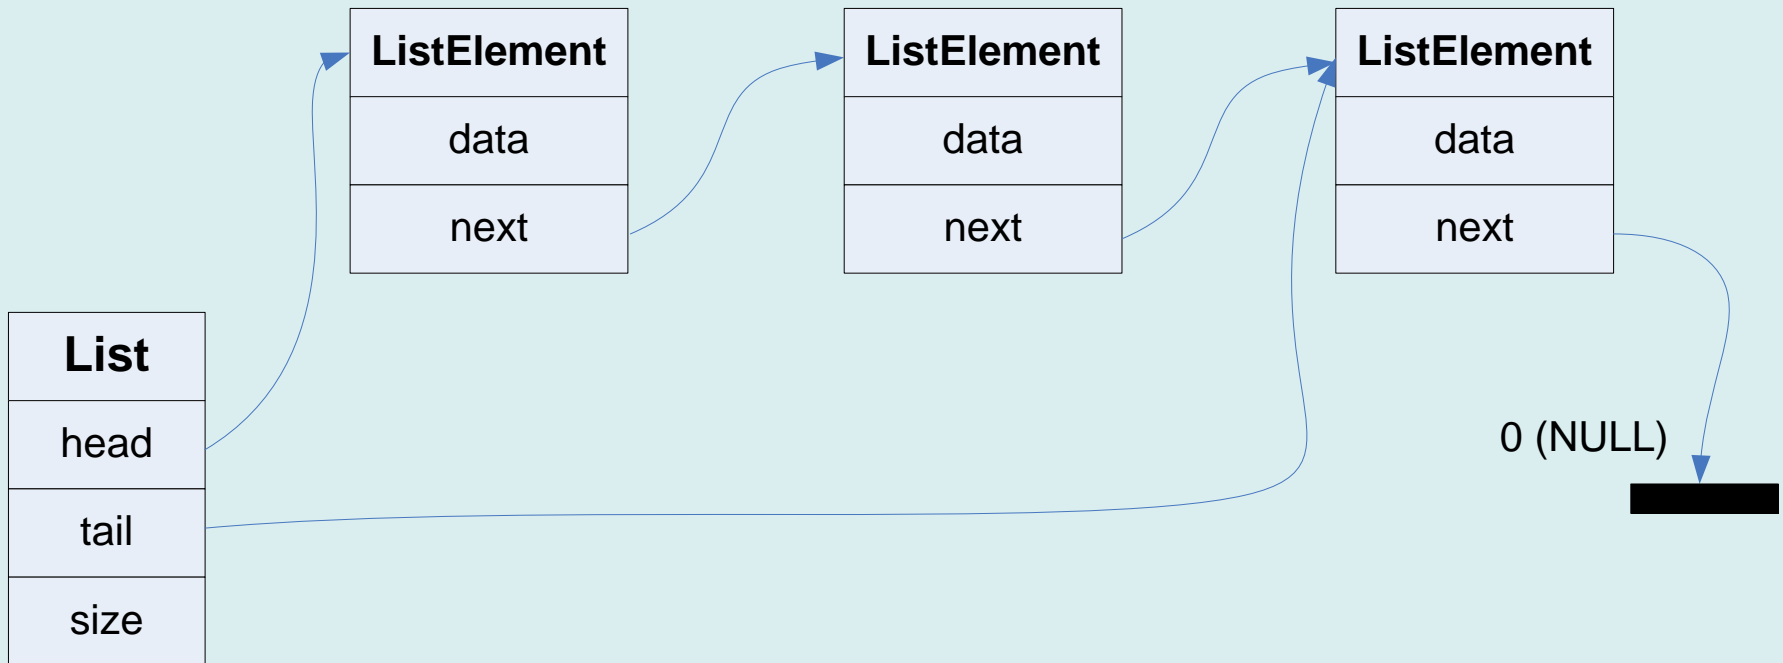 ListElement
data
next
ListElement
data
next
ListElement
data
next
List
head
tail
size
0 (NULL)